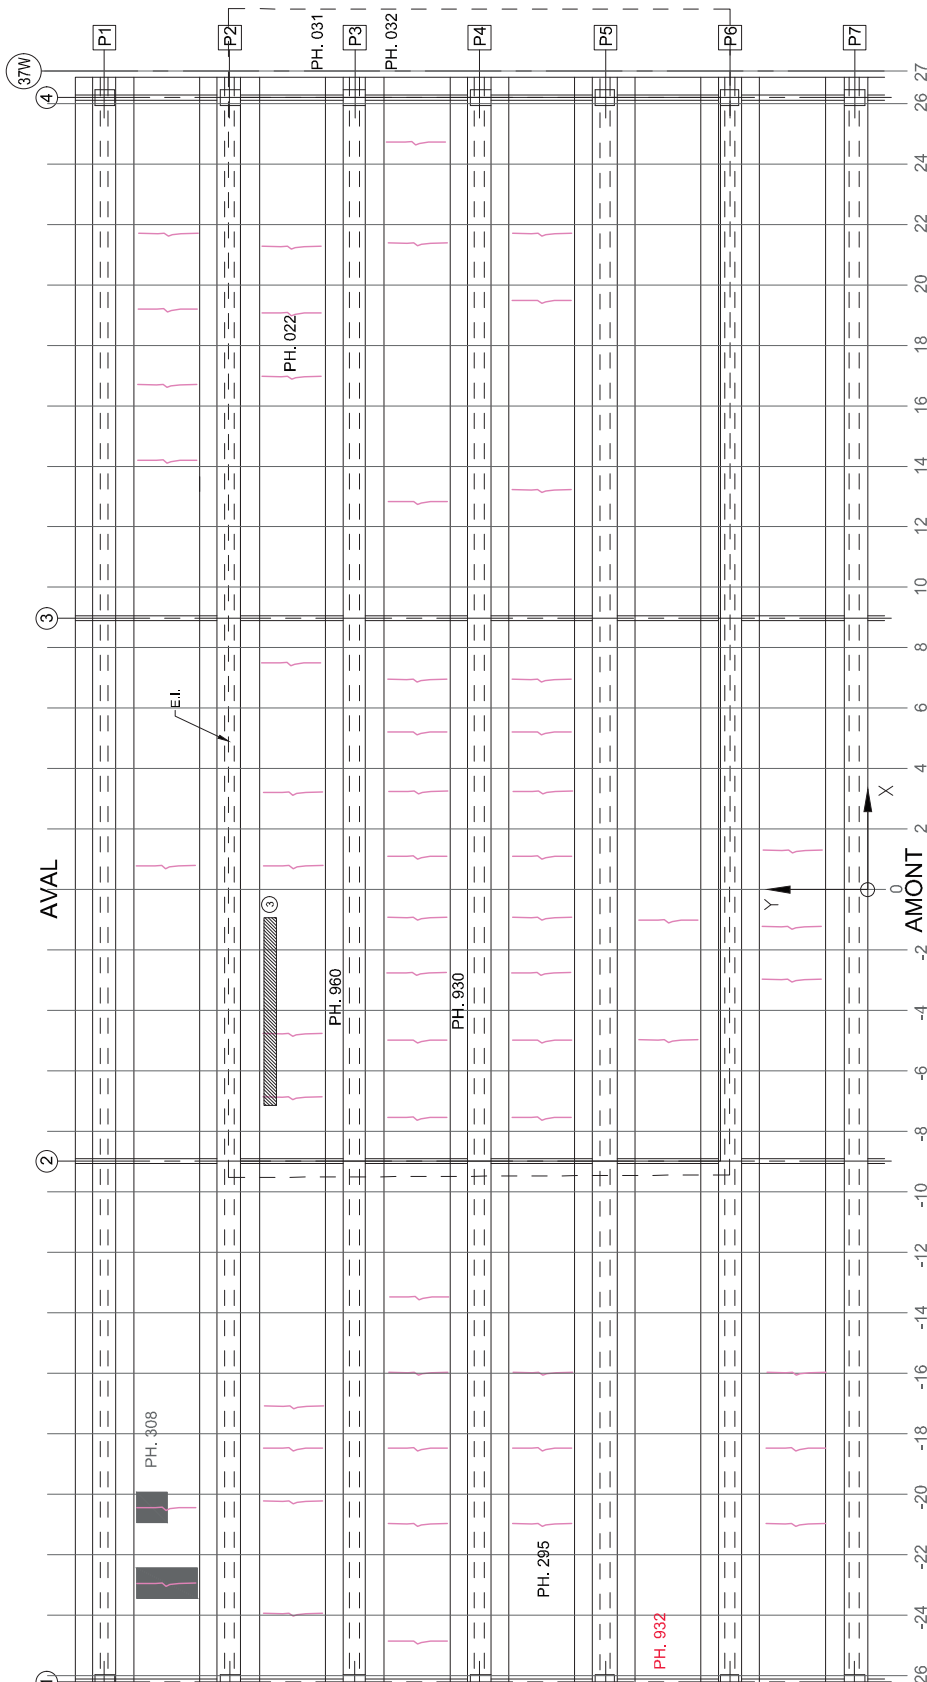 37W
4
3
2
1
P1
P2
P3
P4
P5
P6
P7
PH. 031
PH. 032
PH. 022
E.I.
AVAL
3
PH. 960
PH. 930
PH. 308
PH. 295
PH. 932
X
Y
AMONT
27
26
24
22
20
18
16
14
12
10
8
6
4
2
0
-2
-4
-6
-8
-10
-12
-14
-16
-18
-20
-22
-24
-26